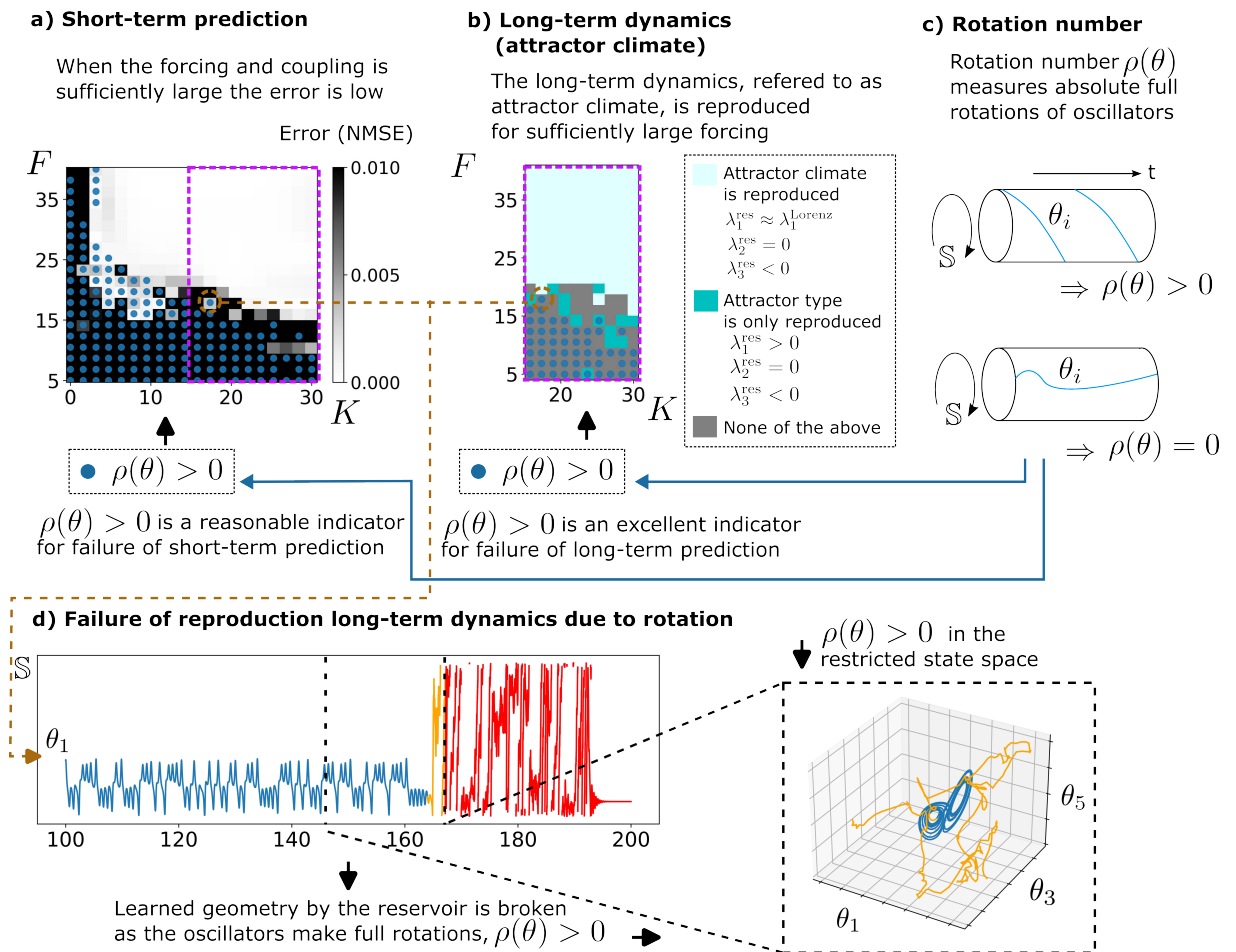 a) Short-term prediction
When the forcing and coupling is
sufficiently large the error is low
Error (NMSE)
F
35
25
15
5
0
10
20
30
K
0.010
0.005
0.000
ρ(θ) > 0
ρ(θ) > 0 is a reasonable indicator
for failure of short-term prediction
b) Long-term dynamics
(attractor climate)
The long-term dynamics, refered to as
attractor climate, is reproduced
for sufficiently large forcing
F
35
25
15
5
20
30
K
Attractor climate
is reproduced
λ₁ʳᵉˢ ≈ λ₁ᴸᵒʳᵉⁿᶻ
λ₂ʳᵉˢ = 0
λ₃ʳᵉˢ < 0
Attractor type
is only reproduced
λ₁ʳᵉˢ > 0
λ₂ʳᵉˢ = 0
λ₃ʳᵉˢ < 0
None of the above
ρ(θ) > 0
ρ(θ) > 0 is an excellent indicator
for failure of long-term prediction
c) Rotation number
Rotation number ρ(θ)
measures absolute full
rotations of oscillators
t
𝕊
θᵢ
⇒ ρ(θ) > 0
𝕊
θᵢ
⇒ ρ(θ) = 0
d) Failure of reproduction long-term dynamics due to rotation
𝕊
θ₁
100
120
140
160
180
200
Learned geometry by the reservoir is broken
as the oscillators make full rotations, ρ(θ) > 0
ρ(θ) > 0 in the
restricted state space
θ₁
θ₃
θ₅